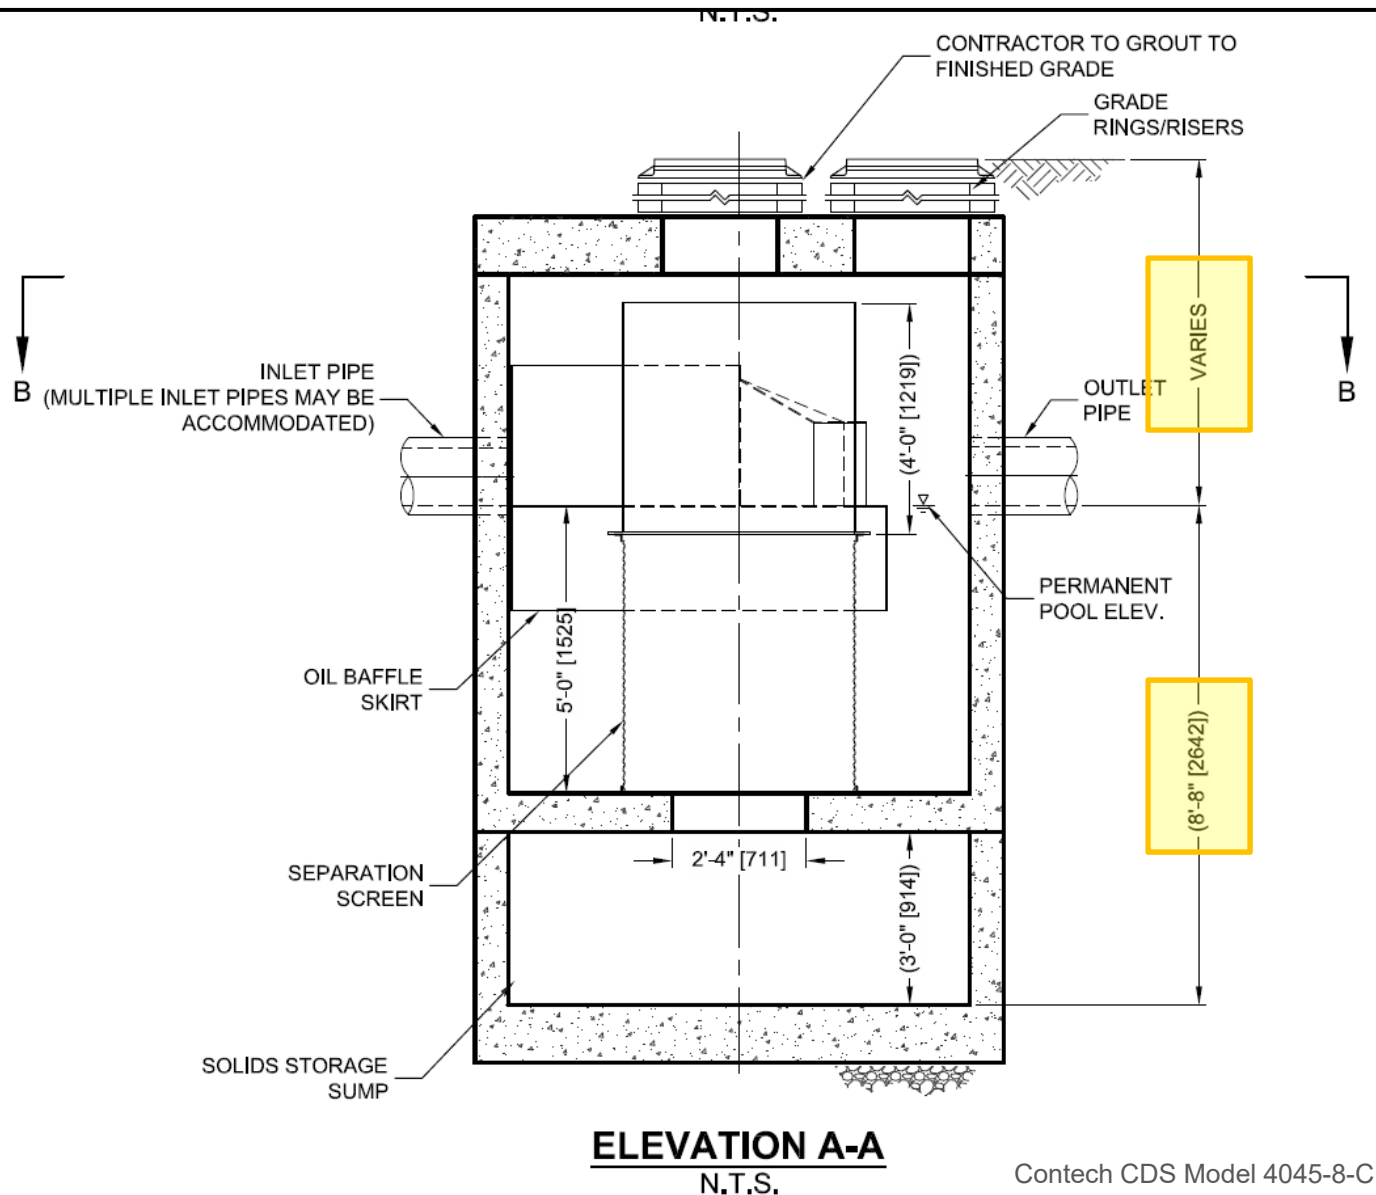 N.T.S.
CONTRACTOR TO GROUT TO
FINISHED GRADE
GRADE
RINGS/RISERS
B
INLET PIPE
(MULTIPLE INLET PIPES MAY BE
ACCOMMODATED)
(4'-0" [1219])
OUTLET
PIPE
VARIES
B
PERMANENT
POOL ELEV.
5'-0" [1525]
OIL BAFFLE
SKIRT
(8'-8" [2642])
SEPARATION
SCREEN
2'-4" [711]
(3'-0" [914])
SOLIDS STORAGE
SUMP
ELEVATION A-A
N.T.S.
Contech CDS Model 4045-8-C